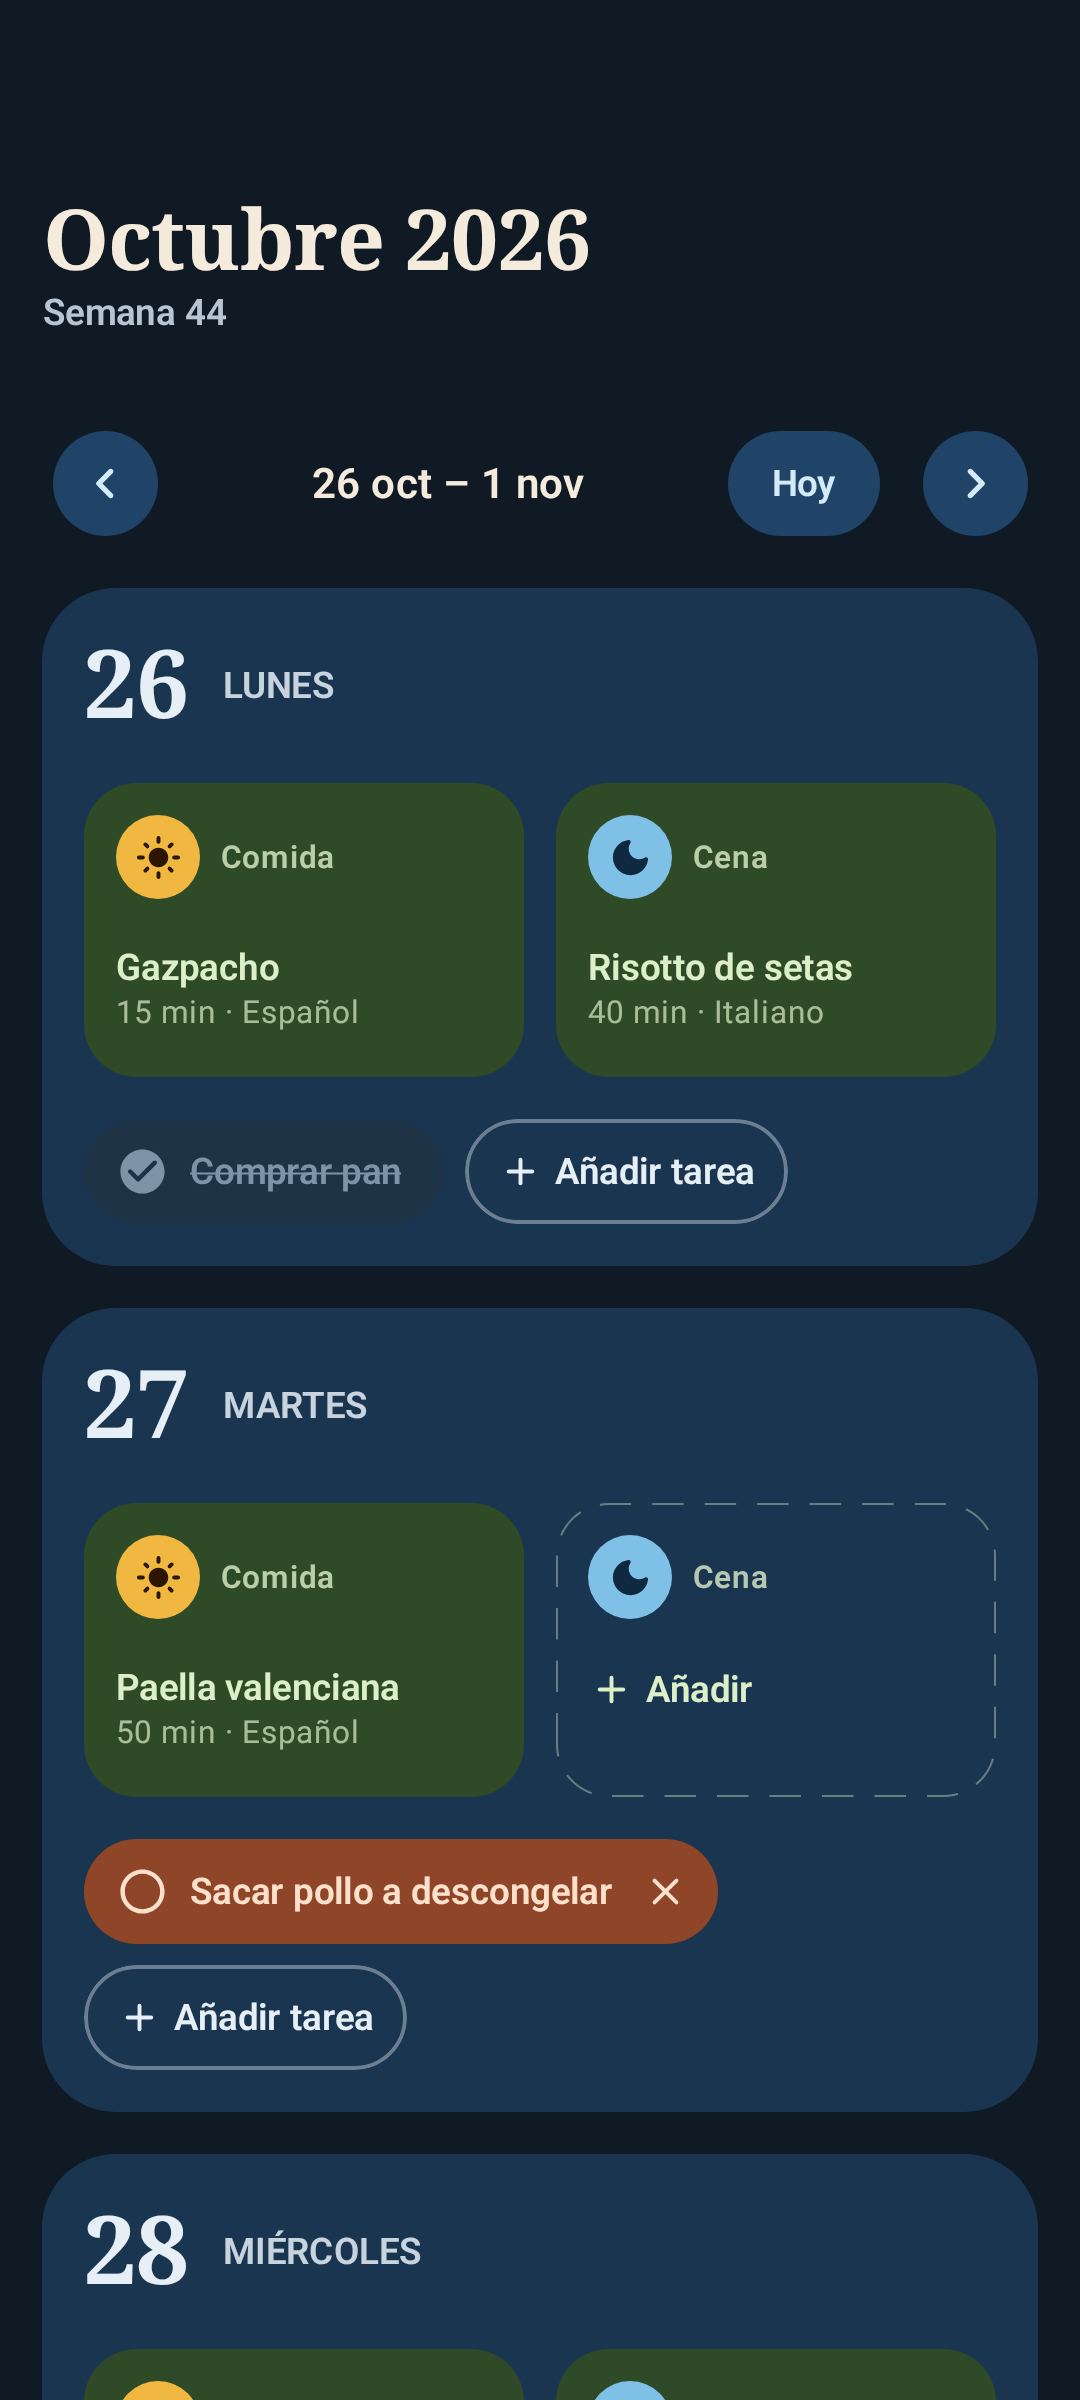 Octubre 2026
Semana 44
26 oct – 1 nov
Hoy
26 LUNES
Comida
Gazpacho
15 min · Español
Cena
Risotto de setas
40 min · Italiano
Comprar pan
Añadir tarea
27 MARTES
Comida
Paella valenciana
50 min · Español
Cena
Añadir
Sacar pollo a descongelar
Añadir tarea
28 MIÉRCOLES